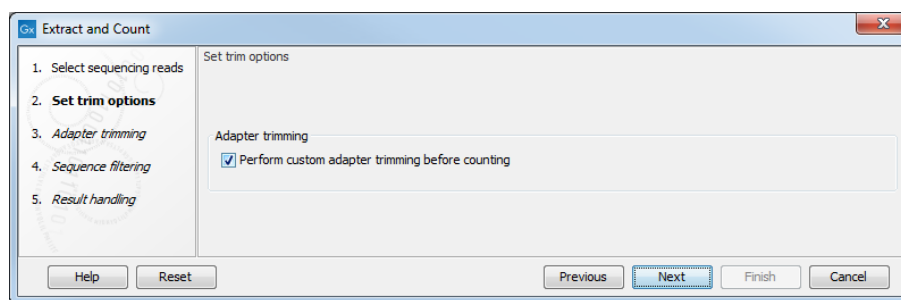 Gx Extract and Count
X
1. Select sequencing reads
2. Set trim options
3. Adapter trimming
4. Sequence filtering
5. Result handling
Set trim options
Adapter trimming
Perform custom adapter trimming before counting
Help Reset Previous Next Finish Cancel